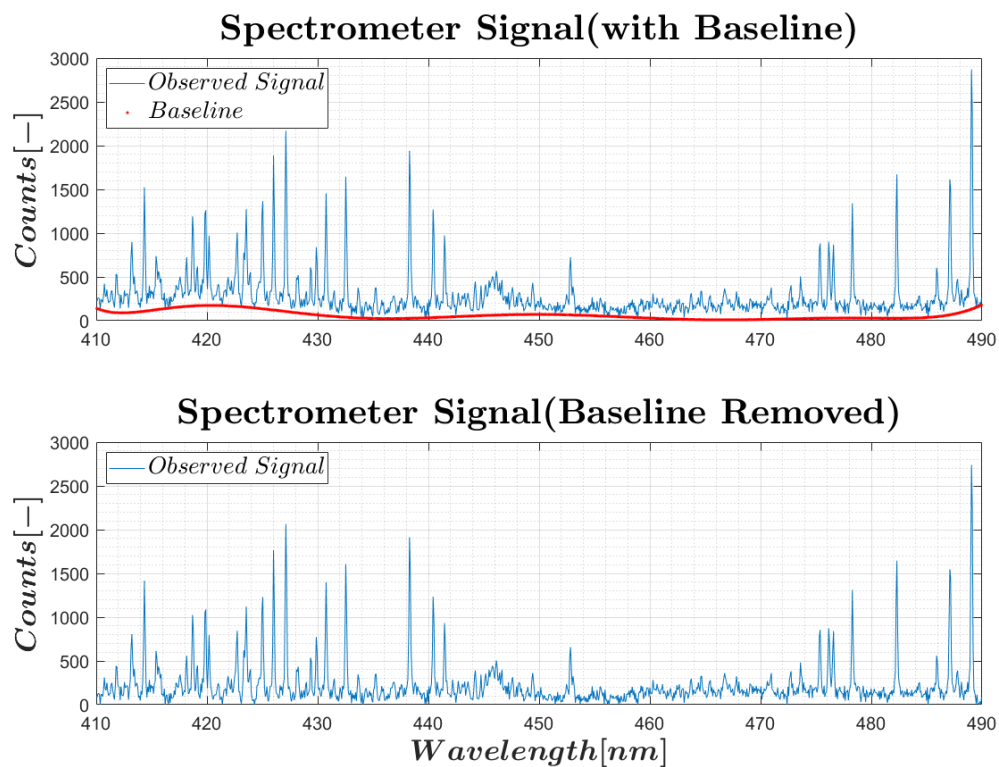 Spectrometer Signal(with Baseline)
3000
2500
2000
1500
1000
500
0
Counts[−]
Observed Signal
Baseline
410 420 430 440 450 460 470 480 490
Spectrometer Signal(Baseline Removed)
3000
2500
2000
1500
1000
500
0
Counts[−]
Observed Signal
410 420 430 440 450 460 470 480 490
Wavelength[nm]